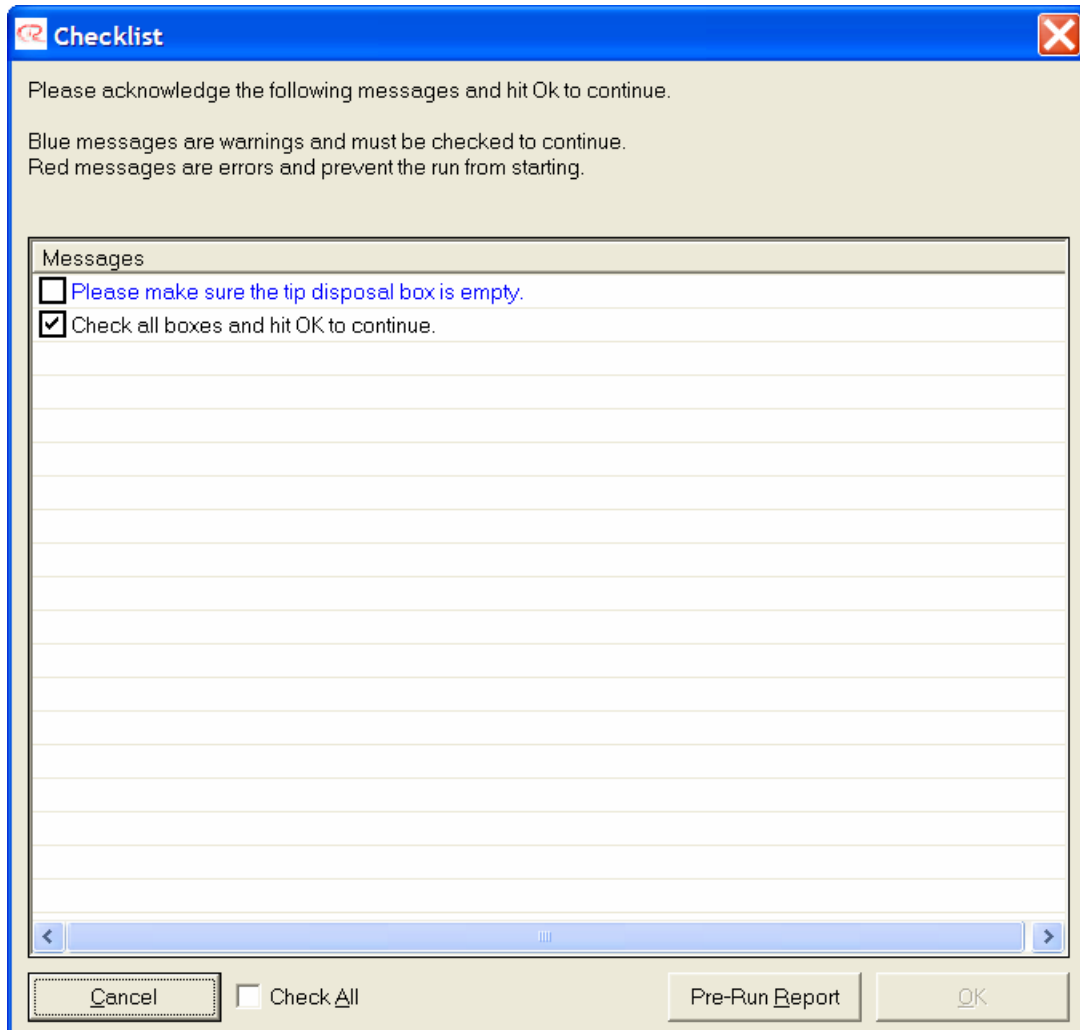 Checklist
Please acknowledge the following messages and hit Ok to continue.
Blue messages are warnings and must be checked to continue.
Red messages are errors and prevent the run from starting.
Messages
Please make sure the tip disposal box is empty.
Check all boxes and hit OK to continue.
Cancel Check All Pre-Run Report OK